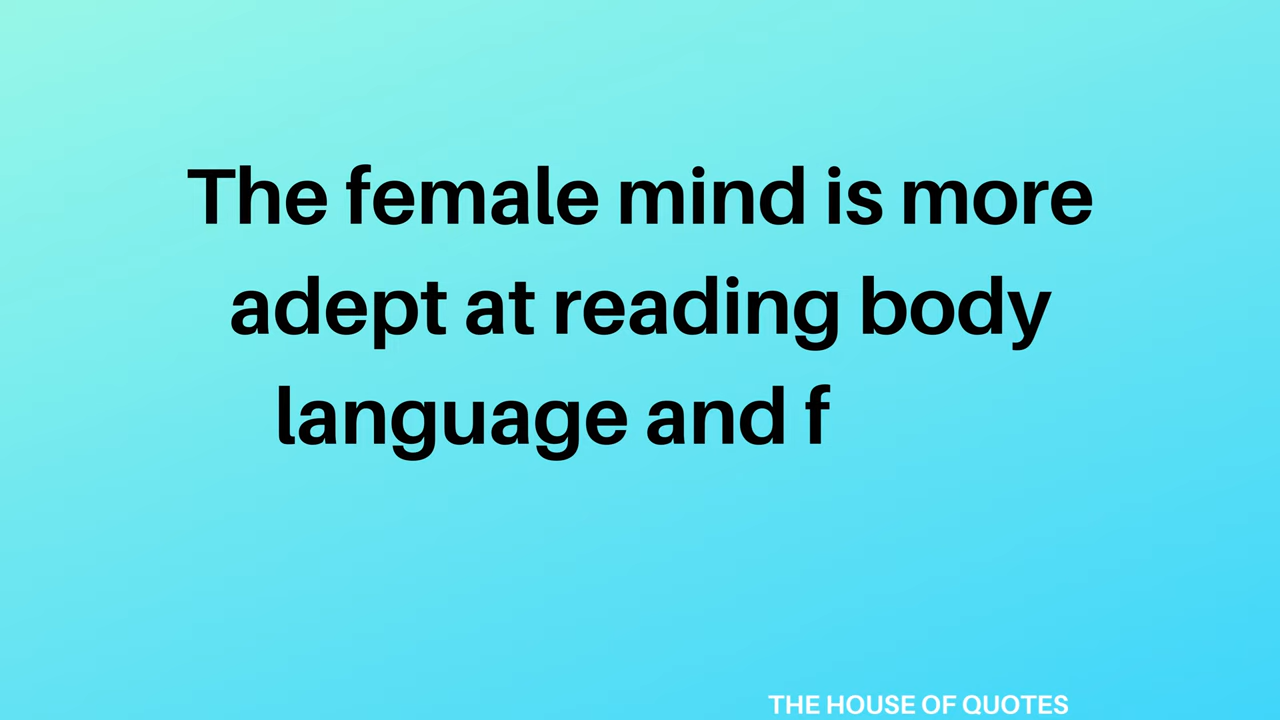 The female mind is more
adept at reading body
language and f
THE HOUSE OF QUOTES